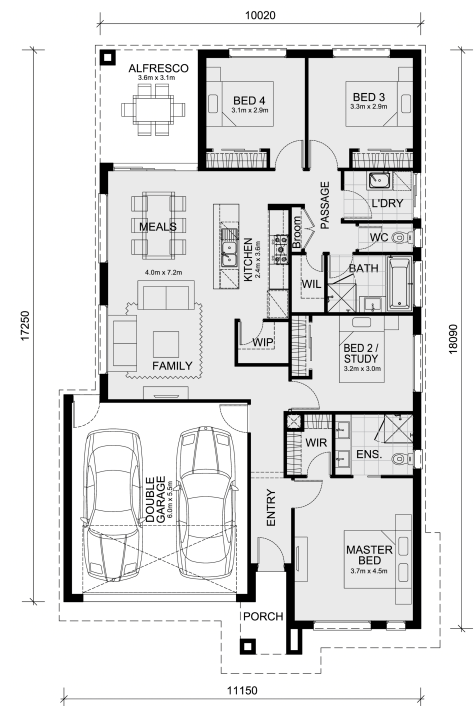 10020
ALFRESCO
3.6m x 3.1m
BED 4
3.1m x 2.9m
BED 3
3.3m x 2.9m
17250
18090
MEALS
4.0m x 7.2m
KITCHEN
2.4m x 3.6m
Broom
PASSAGE
L'DRY
WC
WIL
BATH
WIP
FAMILY
BED 2 /
STUDY
3.2m x 3.0m
WIR
ENS.
DOUBLE
GARAGE
6.0m x 5.5m
ENTRY
MASTER
BED
3.7m x 4.5m
PORCH
11150